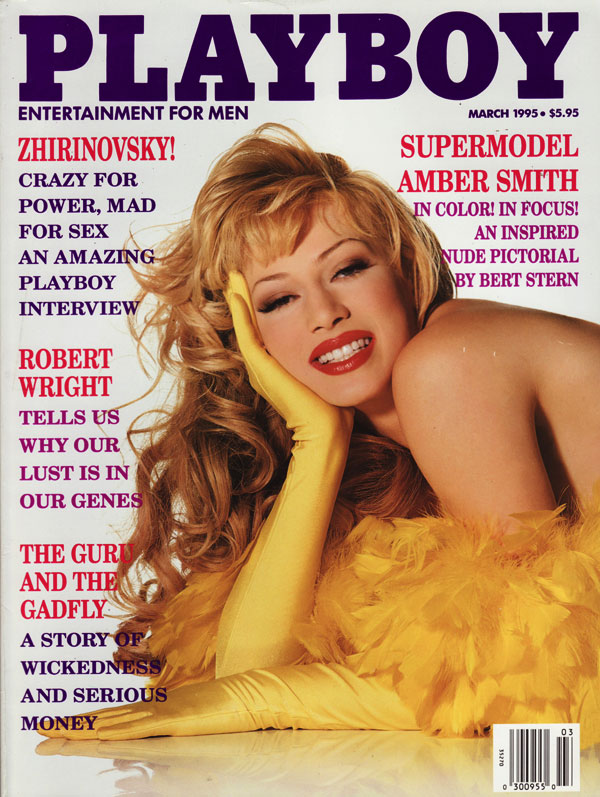 PLAYBOY
ENTERTAINMENT FOR MEN
MARCH 1995 • $5.95
ZHIRINOVSKY!
CRAZY FOR
POWER, MAD
FOR SEX
AN AMAZING
PLAYBOY
INTERVIEW
SUPERMODEL
AMBER SMITH
IN COLOR! IN FOCUS!
AN INSPIRED
NUDE PICTORIAL
BY BERT STERN
ROBERT
WRIGHT
TELLS US
WHY OUR
LUST IS IN
OUR GENES
THE GURU
AND THE
GADFLY
A STORY OF
WICKEDNESS
AND SERIOUS
MONEY
03
35270
0 300955 0